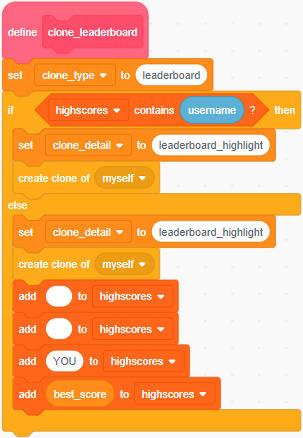 define clone_leaderboard
set clone_type to leaderboard
if highscores contains username ? then
set clone_detail to leaderboard_highlight
create clone of myself
else
set clone_detail to leaderboard_highlight
create clone of myself
add to highscores
add to highscores
add YOU to highscores
add best_score to highscores